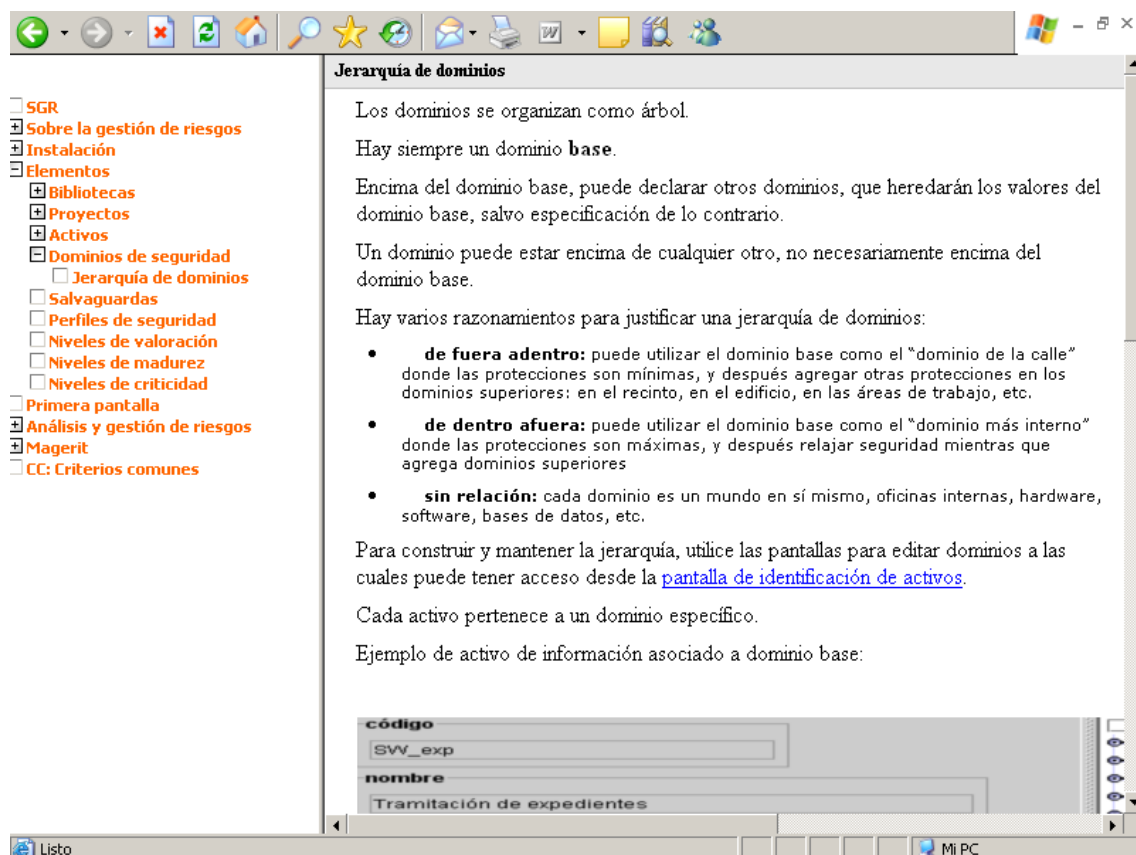 Jerarquía de dominios
SGR
Sobre la gestión de riesgos
Instalación
Elementos
Bibliotecas
Proyectos
Activos
Dominios de seguridad
Jerarquía de dominios
Salvaguardas
Perfiles de seguridad
Niveles de valoración
Niveles de madurez
Niveles de criticidad
Primera pantalla
Análisis y gestión de riesgos
Magerit
CC: Criterios comunes
Los dominios se organizan como árbol.
Hay siempre un dominio base.
Encima del dominio base, puede declarar otros dominios, que heredarán los valores del
dominio base, salvo especificación de lo contrario.
Un dominio puede estar encima de cualquier otro, no necesariamente encima del
dominio base.
Hay varios razonamientos para justificar una jerarquía de dominios:
• de fuera adentro: puede utilizar el dominio base como el "dominio de la calle"
donde las protecciones son mínimas, y después agregar otras protecciones en los
dominios superiores: en el recinto, en el edificio, en las áreas de trabajo, etc.
• de dentro afuera: puede utilizar el dominio base como el "dominio más interno"
donde las protecciones son máximas, y después relajar seguridad mientras que
agrega dominios superiores
• sin relación: cada dominio es un mundo en sí mismo, oficinas internas, hardware,
software, bases de datos, etc.
Para construir y mantener la jerarquía, utilice las pantallas para editar dominios a las
cuales puede tener acceso desde la pantalla de identificación de activos.
Cada activo pertenece a un dominio específico.
Ejemplo de activo de información asociado a dominio base:
código
SW_exp
nombre
Tramitación de expedientes
Listo
Mi PC